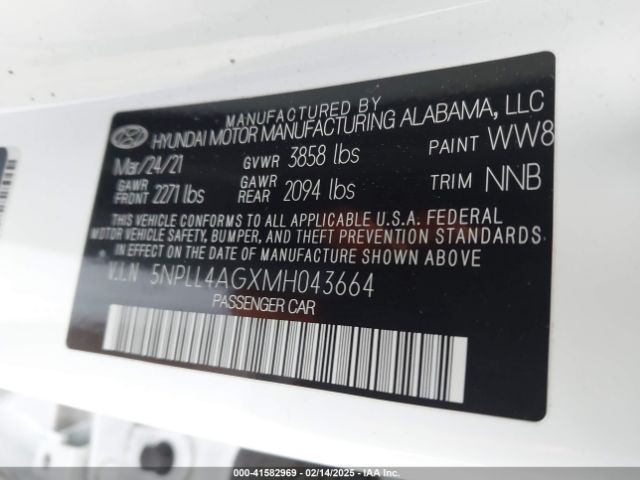 MANUFACTURED BY
HYUNDAI MOTOR MANUFACTURING ALABAMA, LLC
Mar/24/21 GVWR 3858 lbs PAINT WW8
GAWR FRONT 2271 lbs GAWR REAR 2094 lbs TRIM NNB
THIS VEHICLE CONFORMS TO ALL APPLICABLE U.S.A. FEDERAL
MOTOR VEHICLE SAFETY, BUMPER, AND THEFT PREVENTION STANDARDS
IN EFFECT ON THE DATE OF MANUFACTURE SHOWN ABOVE.
V.I.N 5NPLL4AGXMH043664
PASSENGER CAR
00-41582969 - 02/14/2025 - IAA Inc.